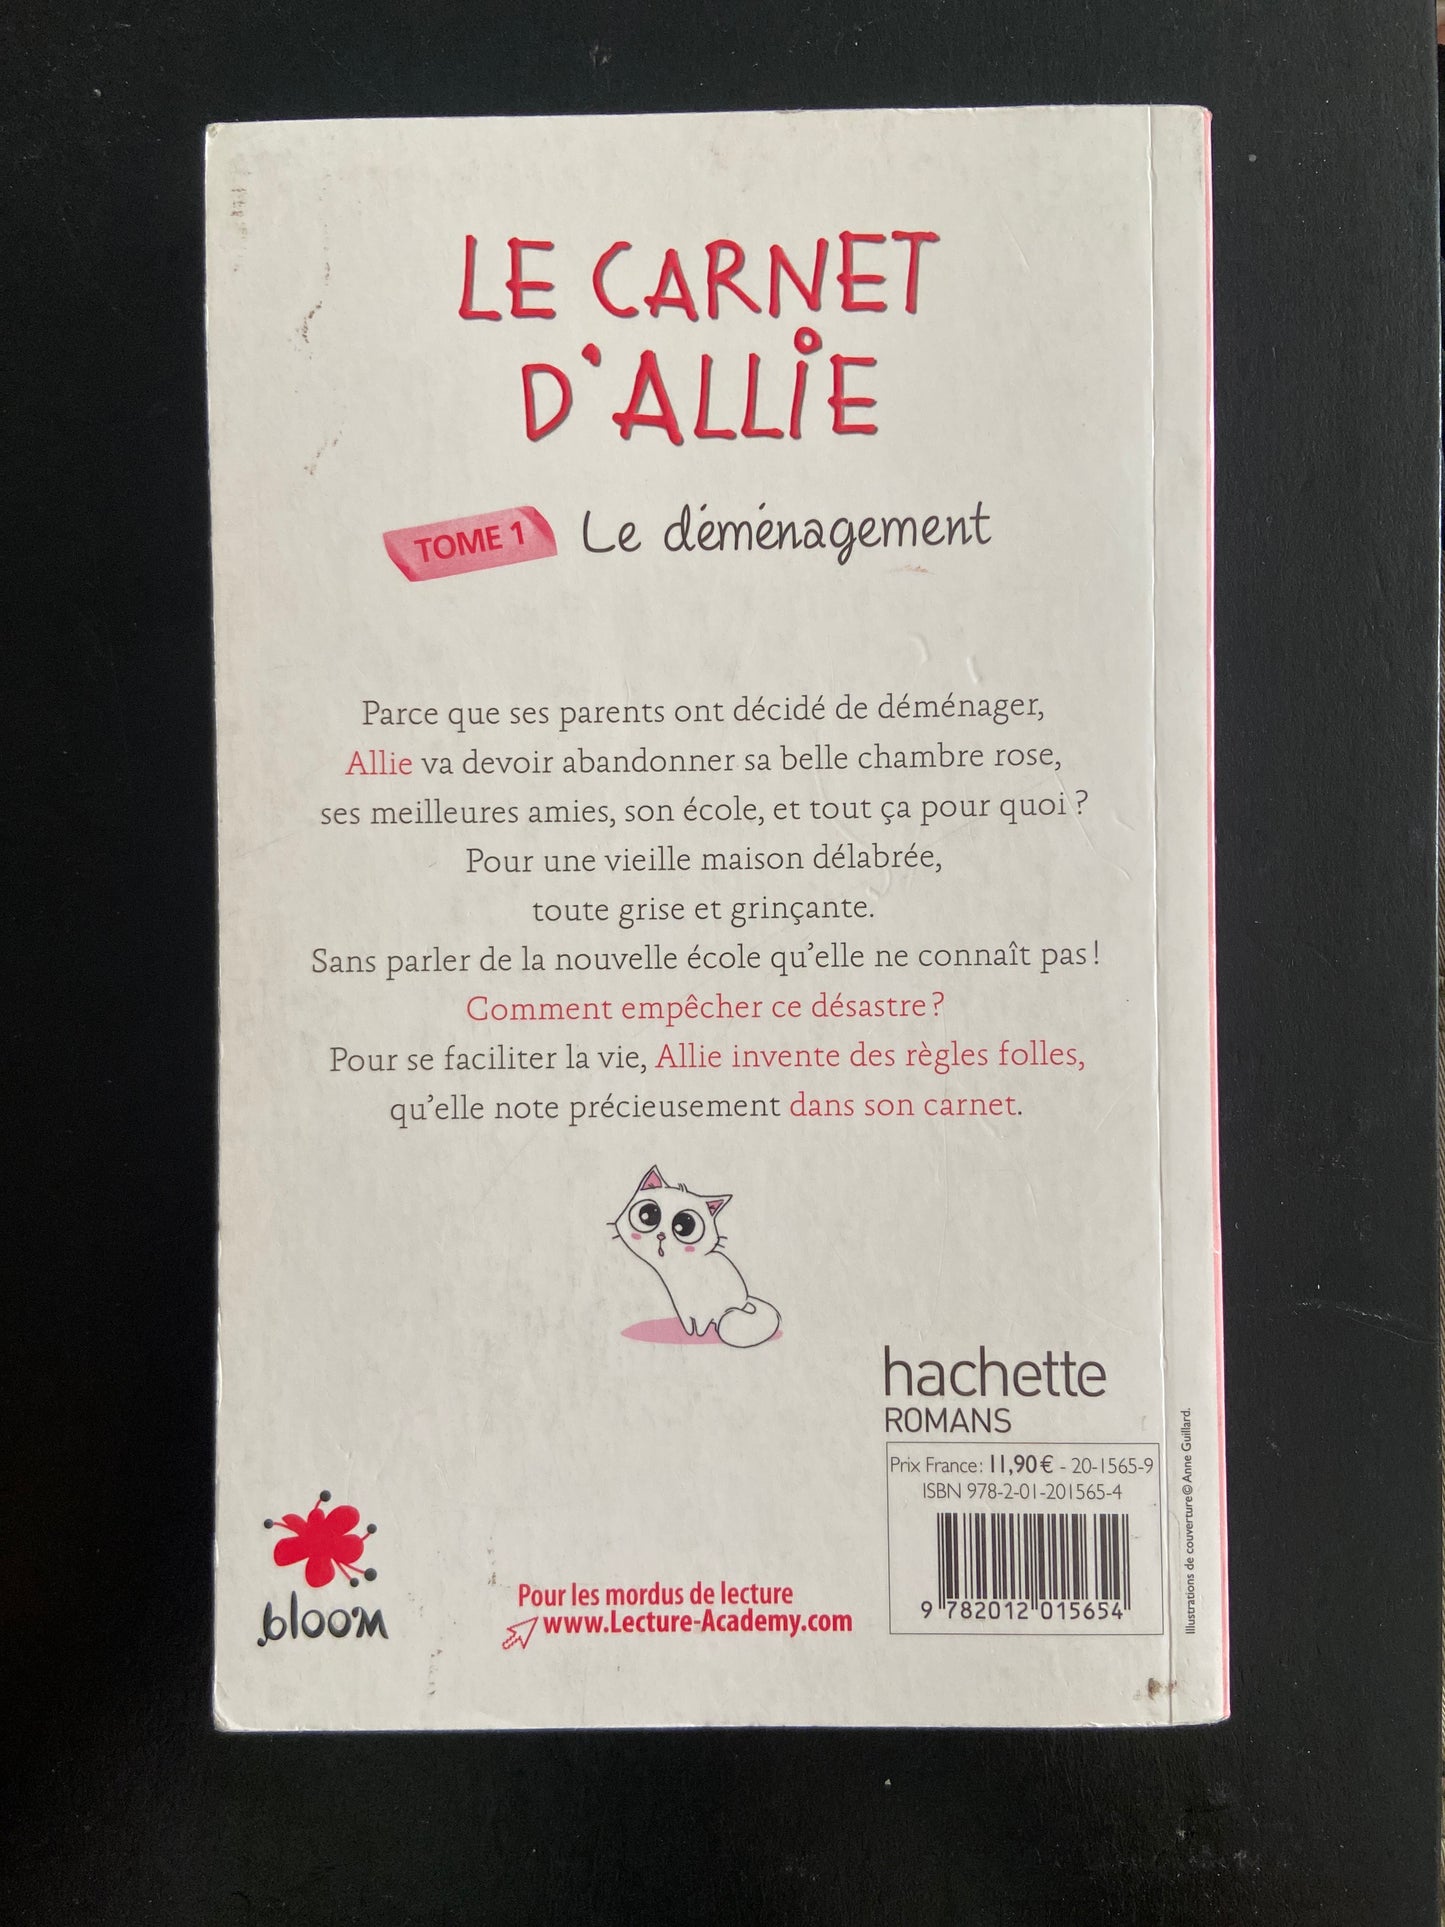 LE CARNET
D'ALLIE
TOME 1 Le déménagement
Parce que ses parents ont décidé de déménager,
Allie va devoir abandonner sa belle chambre rose,
ses meilleures amies, son école, et tout ça pour quoi ?
Pour une vieille maison délabrée,
toute grise et grinçante.
Sans parler de la nouvelle école qu'elle ne connaît pas !
Comment empêcher ce désastre ?
Pour se faciliter la vie, Allie invente des règles folles,
qu'elle note précieusement dans son carnet.
hachette
ROMANS
Prix France : 11,90 € - 20-1565-9
ISBN 978-2-01-201565-4
9 782012 015654
Illustrations de couverture © Anne Guillard.
bloom
Pour les mordus de lecture
www.Lecture-Academy.com